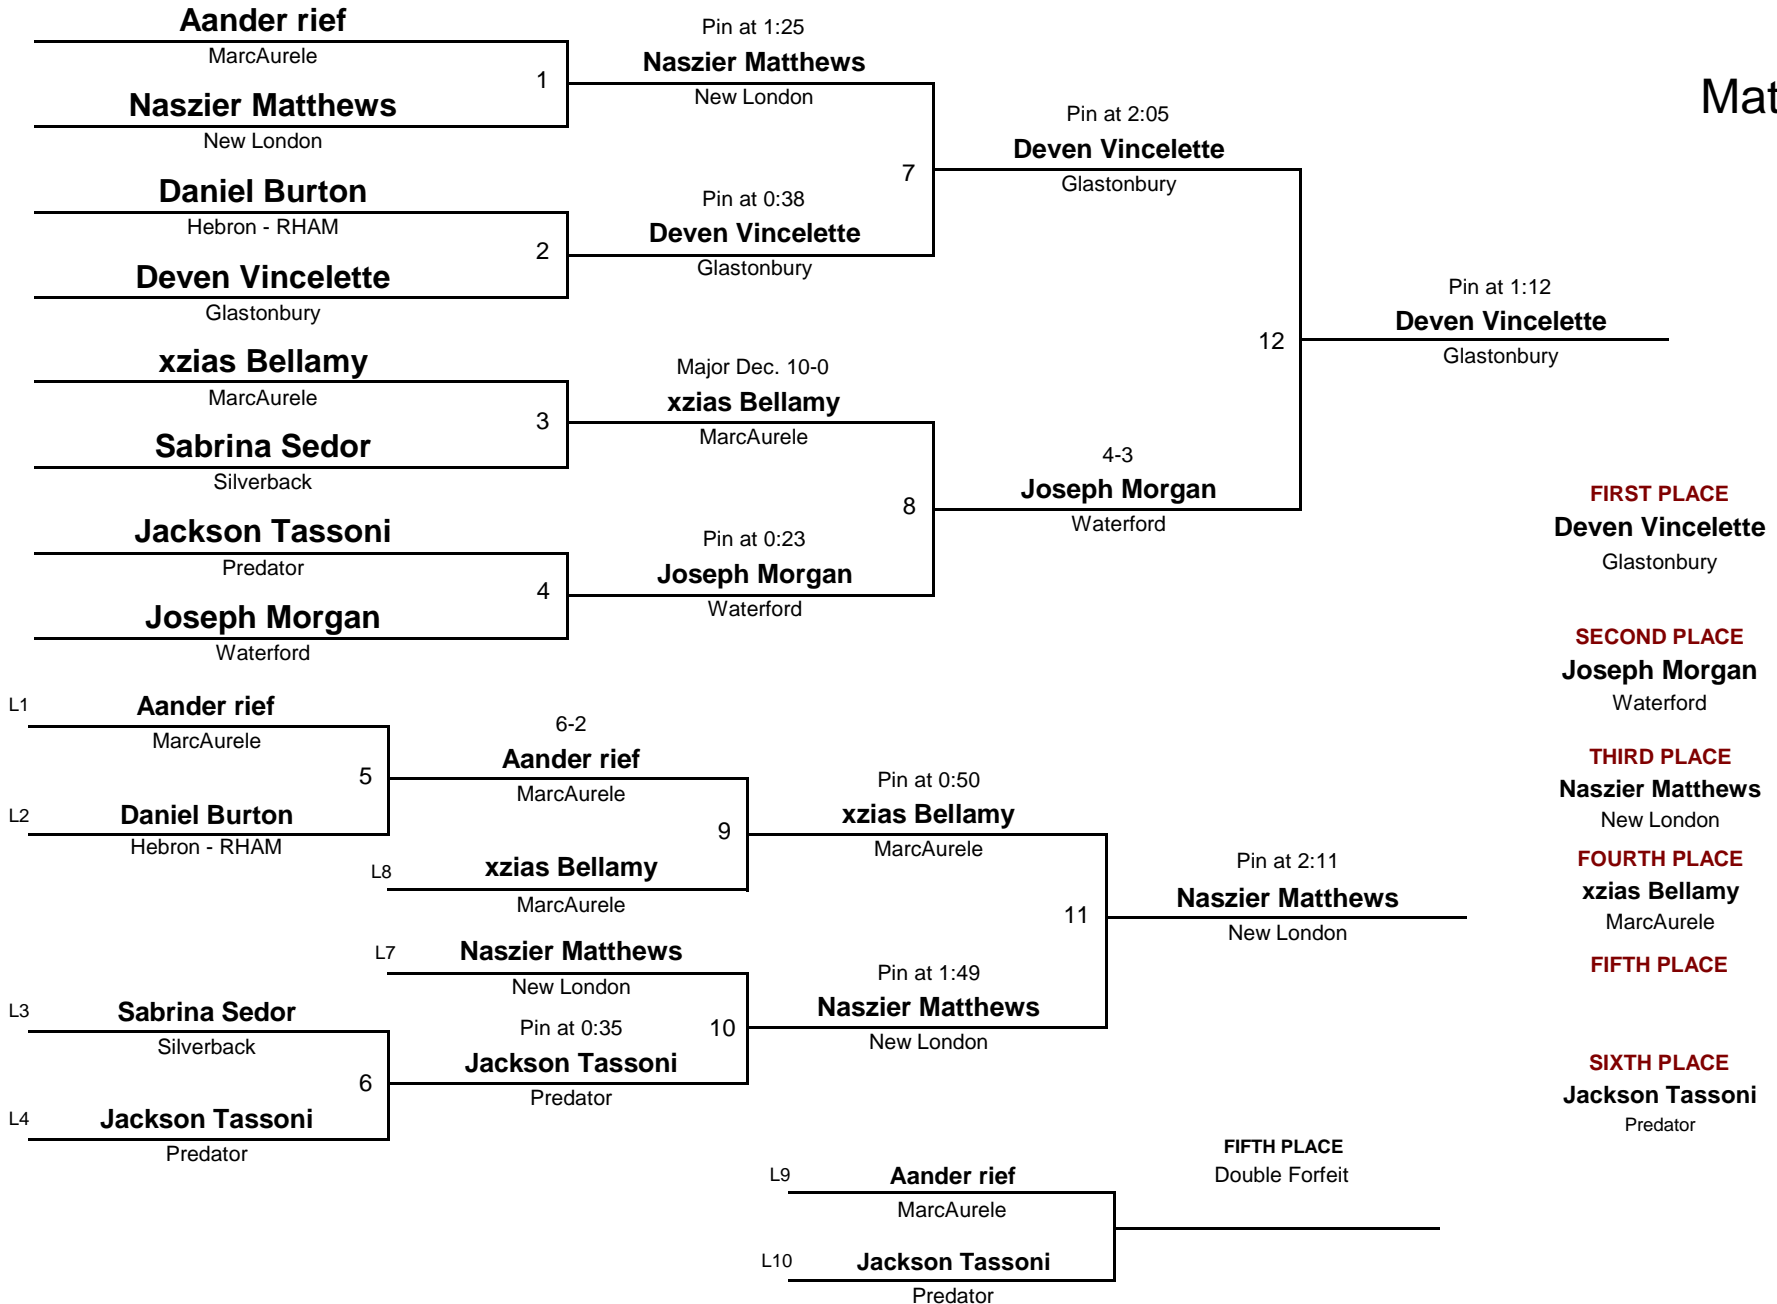 Aander rief
MarcAurele
1
Naszier Matthews
New London
Daniel Burton
Hebron - RHAM
2
Deven Vincelette
Glastonbury
xzias Bellamy
MarcAurele
3
Sabrina Sedor
Silverback
Jackson Tassoni
Predator
4
Joseph Morgan
Waterford
Pin at 1:25
Naszier Matthews
New London
7
Pin at 0:38
Deven Vincelette
Glastonbury
Major Dec. 10-0
xzias Bellamy
MarcAurele
8
Pin at 0:23
Joseph Morgan
Waterford
Pin at 2:05
Deven Vincelette
Glastonbury
12
4-3
Joseph Morgan
Waterford
Pin at 1:12
Deven Vincelette
Glastonbury
Mat
FIRST PLACE
Deven Vincelette
Glastonbury
SECOND PLACE
Joseph Morgan
Waterford
THIRD PLACE
Naszier Matthews
New London
FOURTH PLACE
xzias Bellamy
MarcAurele
FIFTH PLACE
SIXTH PLACE
Jackson Tassoni
Predator
L1 Aander rief
MarcAurele
5
L2 Daniel Burton
Hebron - RHAM
L3 Sabrina Sedor
Silverback
6
L4 Jackson Tassoni
Predator
6-2
Aander rief
MarcAurele
9
L8 xzias Bellamy
MarcAurele
L7 Naszier Matthews
New London
10
Pin at 0:35
Jackson Tassoni
Predator
Pin at 0:50
xzias Bellamy
MarcAurele
11
Pin at 1:49
Naszier Matthews
New London
Pin at 2:11
Naszier Matthews
New London
L9 Aander rief
MarcAurele
L10 Jackson Tassoni
Predator
FIFTH PLACE
Double Forfeit